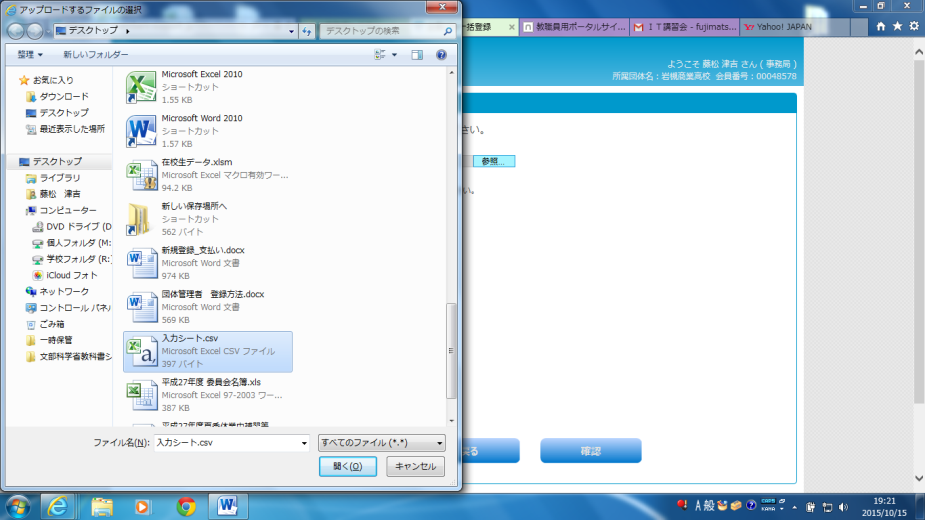 アップロードするファイルの選択
デスクトップ
デスクトップの検索
整理
新しいフォルダー
お気に入り
ダウンロード
デスクトップ
最近表示した場所
デスクトップ
ライブラリ
藤松　津吉
コンピューター
DVD ドライブ (D
個人フォルダ (M:
学校フォルダ (R:
iCloud フォト
ネットワーク
コントロール パネル
ごみ箱
一時保管
文部科学省教科書シ
Microsoft Excel 2010
ショートカット
1.55 KB
Microsoft Word 2010
ショートカット
1.57 KB
在校生データ.xlsm
Microsoft Excel マクロ有効ワー...
94.2 KB
新しい保存場所へ
ショートカット
562 バイト
新規登録_支払い.docx
Microsoft Word 文書
974 KB
団体管理者　登録方法.docx
Microsoft Word 文書
569 KB
入力シート.csv
Microsoft Excel CSV ファイル
397 バイト
平成27年度 委員会名簿.xls
Microsoft Excel 97-2003 ワー...
387 KB
ファイル名(N):
入力シート.csv
すべてのファイル (*.*)
開く(O)
キャンセル
括登録
教職員用ポータルサイ...
ＩＴ講習会 - fujimats...
Yahoo! JAPAN
ようこそ 藤松 津吉 さん ( 事務局 )
所属団体名：岩槻商業高校 会員番号：00048578
さい。
参照...
い。
戻る
確認
A 般
CAPS
KANA
19:21
2015/10/15